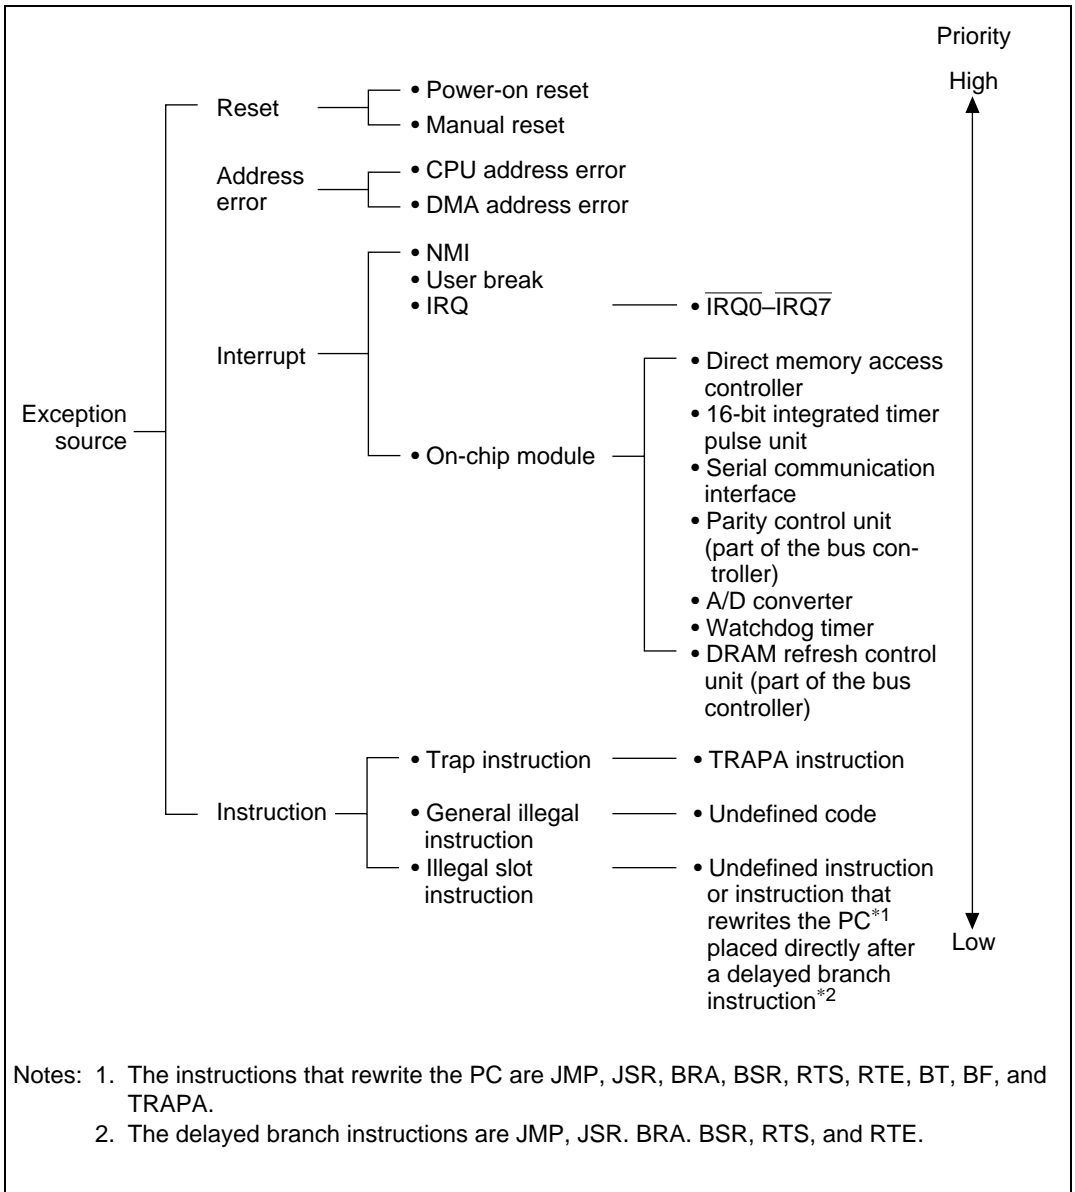 Priority
High
Reset
• Power-on reset
• Manual reset
Address
error
• CPU address error
• DMA address error
Interrupt
• NMI
• User break
• IRQ
• I̅R̅Q̅0̅–I̅R̅Q̅7̅
• On-chip module
• Direct memory access
controller
• 16-bit integrated timer
pulse unit
• Serial communication
interface
• Parity control unit
(part of the bus con-
troller)
• A/D converter
• Watchdog timer
• DRAM refresh control
unit (part of the bus
controller)
Exception
source
Instruction
• Trap instruction
• TRAPA instruction
• General illegal
instruction
• Undefined code
• Illegal slot
instruction
• Undefined instruction
or instruction that
rewrites the PC*1
placed directly after
a delayed branch
instruction*2
Low
Notes: 1. The instructions that rewrite the PC are JMP, JSR, BRA, BSR, RTS, RTE, BT, BF, and
TRAPA.
2. The delayed branch instructions are JMP, JSR. BRA. BSR, RTS, and RTE.